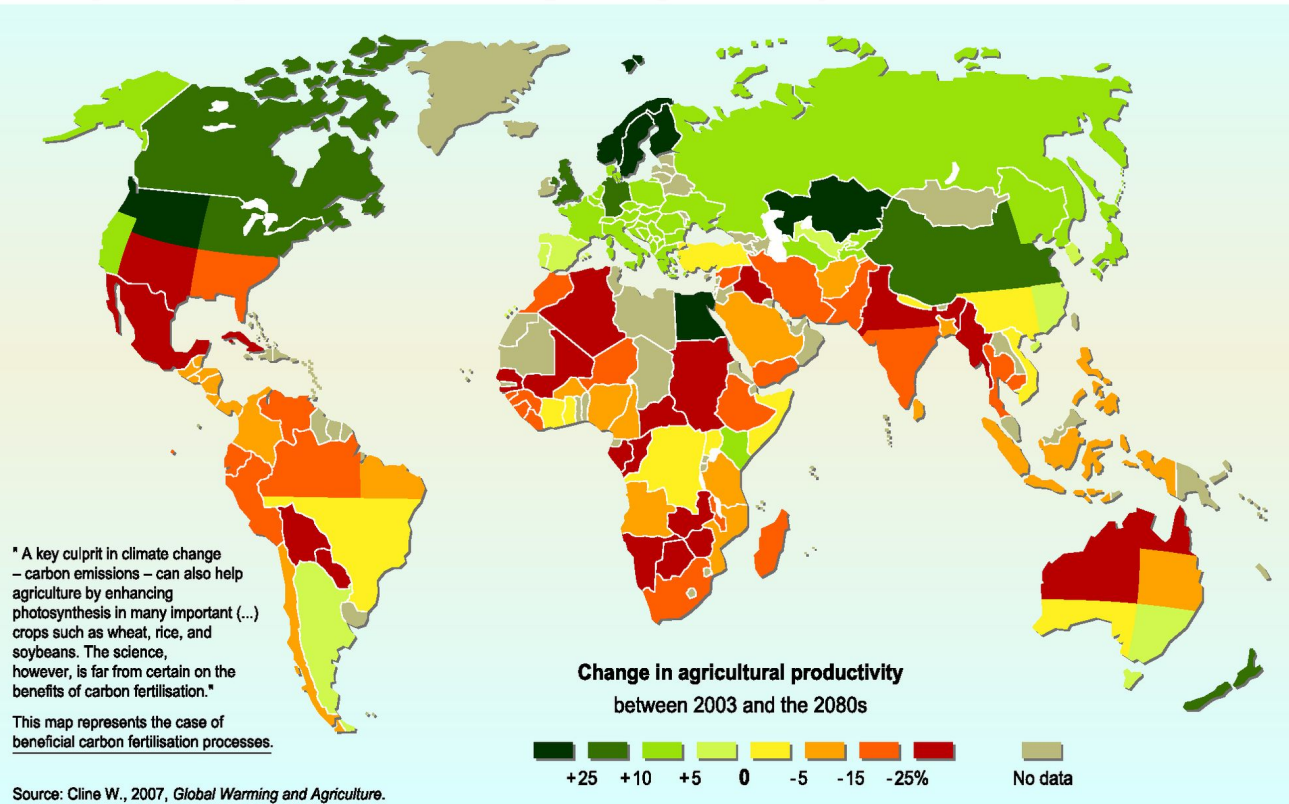 " A key culprit in climate change
– carbon emissions – can also help
agriculture by enhancing
photosynthesis in many important (...)
crops such as wheat, rice, and
soybeans. The science,
however, is far from certain on the
benefits of carbon fertilisation."
This map represents the case of
beneficial carbon fertilisation processes.
Source: Cline W., 2007, Global Warming and Agriculture.
Change in agricultural productivity
between 2003 and the 2080s
+25 +10 +5 0 -5 -15 -25% No data